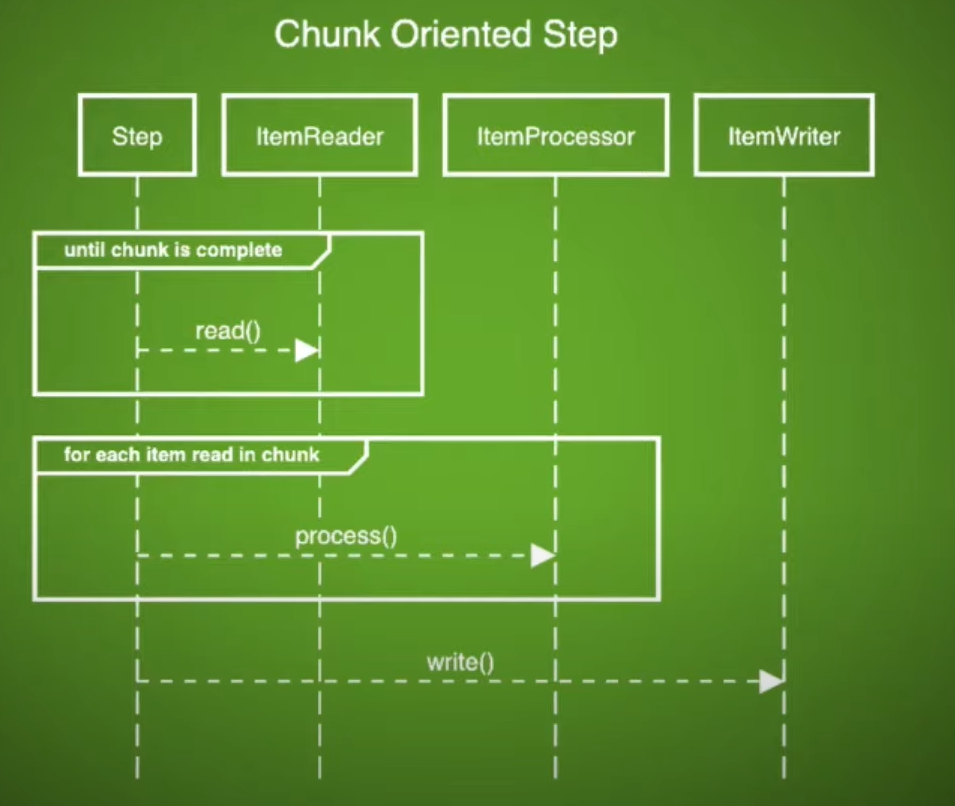 Chunk Oriented Step
Step
ItemReader
ItemProcessor
ItemWriter
until chunk is complete
read()
for each item read in chunk
process()
write()